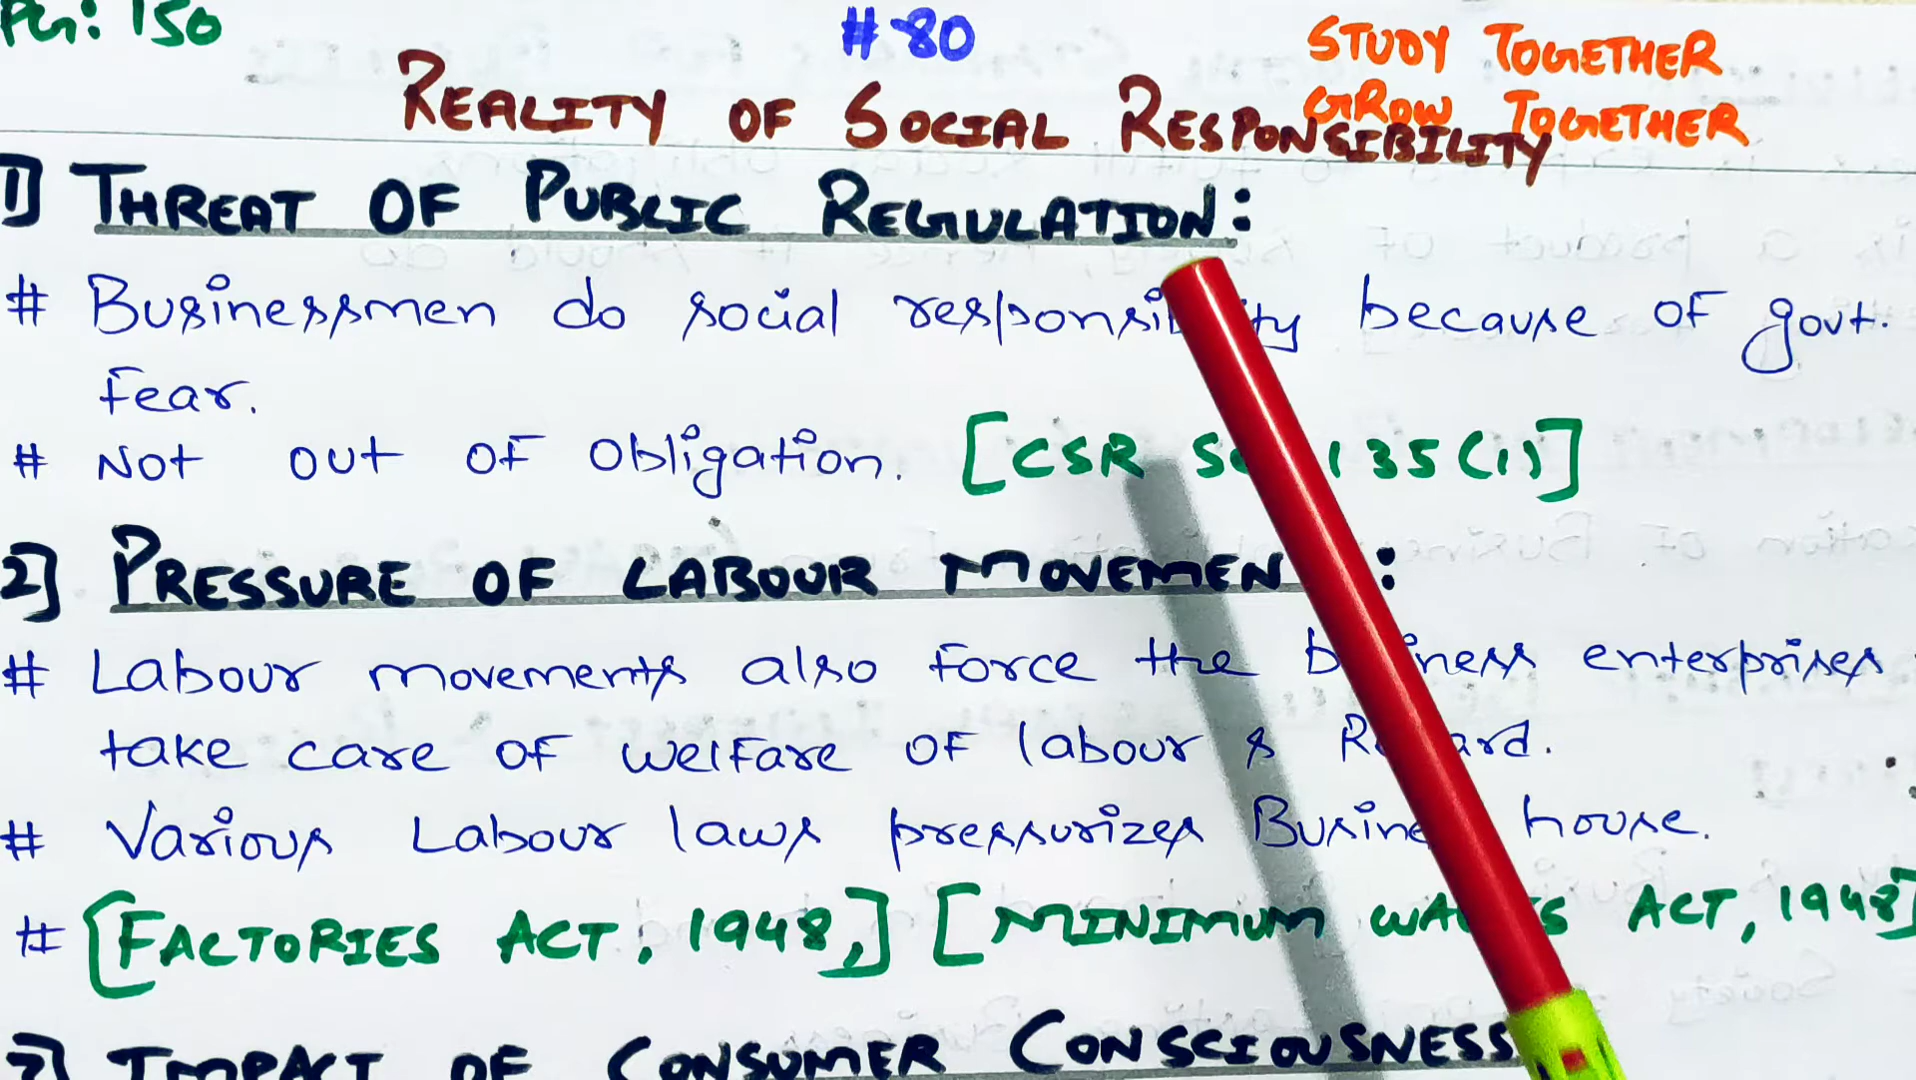 PG: 150
# 80
STUDY TOGETHER
GROW TOGETHER
REALITY OF SOCIAL RESPONSIBILITY
1] THREAT OF PUBLIC REGULATION:
# Businessmen do social because of govt.
fear.
# Not out of obligation. [CSR 135(1)]
2] PRESSURE OF LABOUR :
# Labour movements also force the enterprises
take care of welfare of labour &
# Various Labour laws pressurizes house.
# [FACTORIES ACT, 1948,] [MINIMUM ACT, 1948]
3] IMPACT OF CONSUMER CONSCIOUSNESS